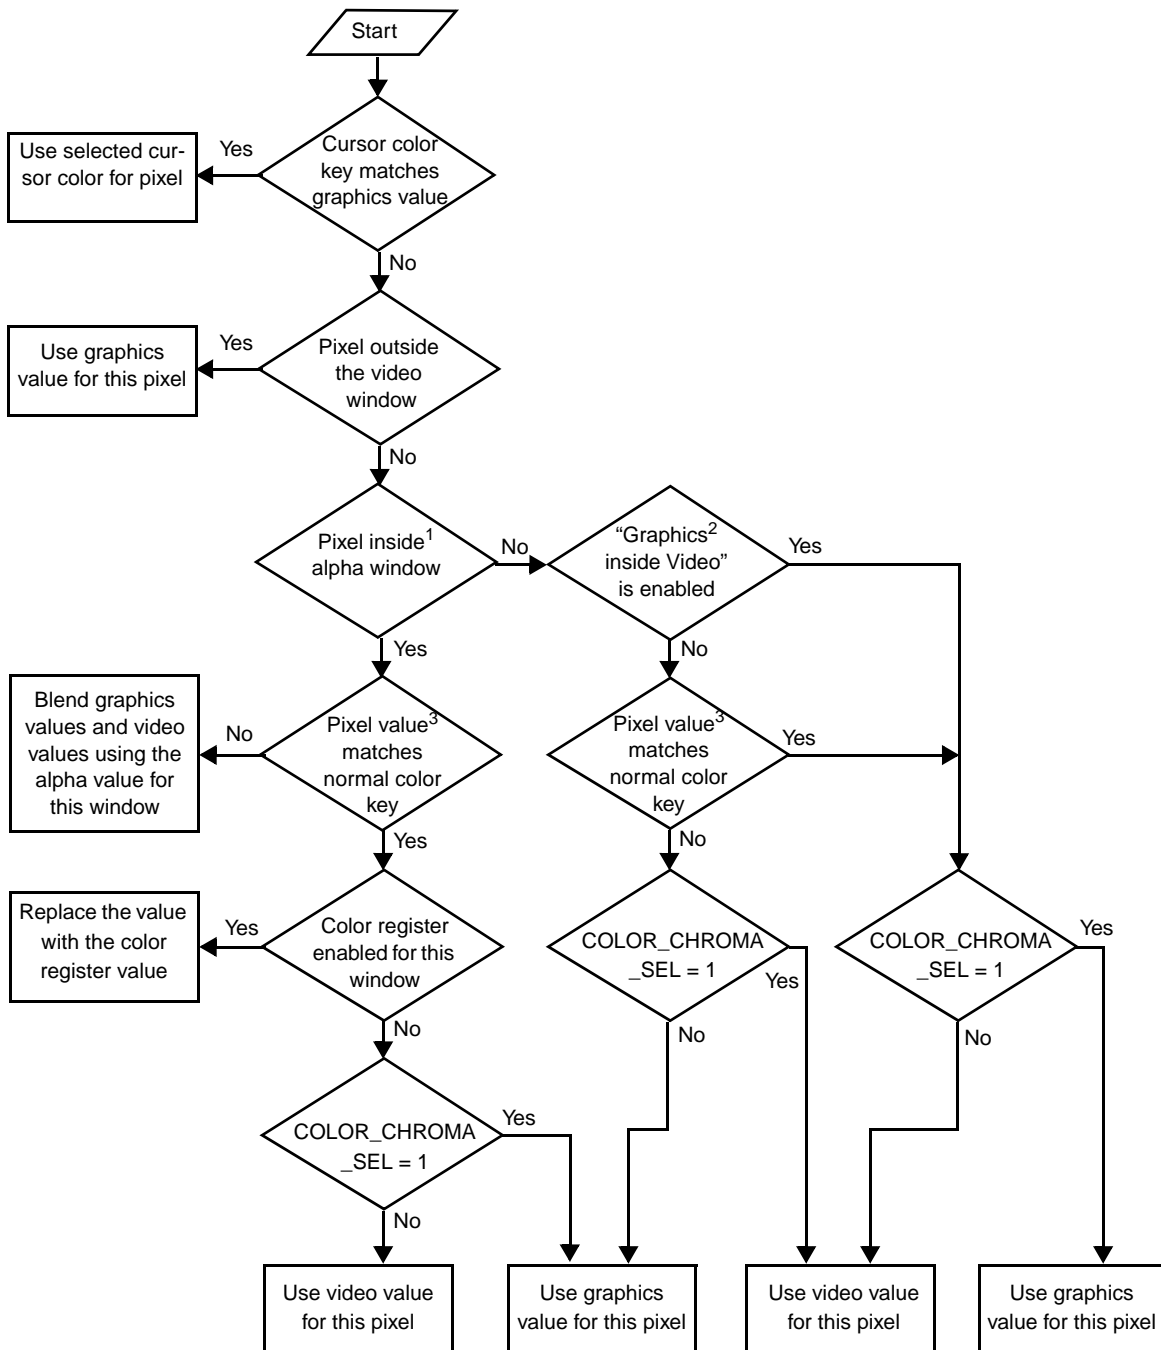 Start
Cursor color
key matches
graphics value
Yes
Use selected cur-
sor color for pixel
No
Pixel outside
the video
window
Yes
Use graphics
value for this pixel
No
Pixel inside1
alpha window
No
“Graphics2
inside Video”
is enabled
Yes
Yes
No
Blend graphics
values and video
values using the
alpha value for
this window
No
Pixel value3
matches
normal color
key
Pixel value3
matches
normal color
key
Yes
Yes
No
Replace the value
with the color
register value
Yes
Color register
enabled for this
window
COLOR_CHROMA
_SEL = 1
Yes
COLOR_CHROMA
_SEL = 1
Yes
No
No
No
COLOR_CHROMA
_SEL = 1
Yes
No
Use video value
for this pixel
Use graphics
value for this pixel
Use video value
for this pixel
Use graphics
value for this pixel